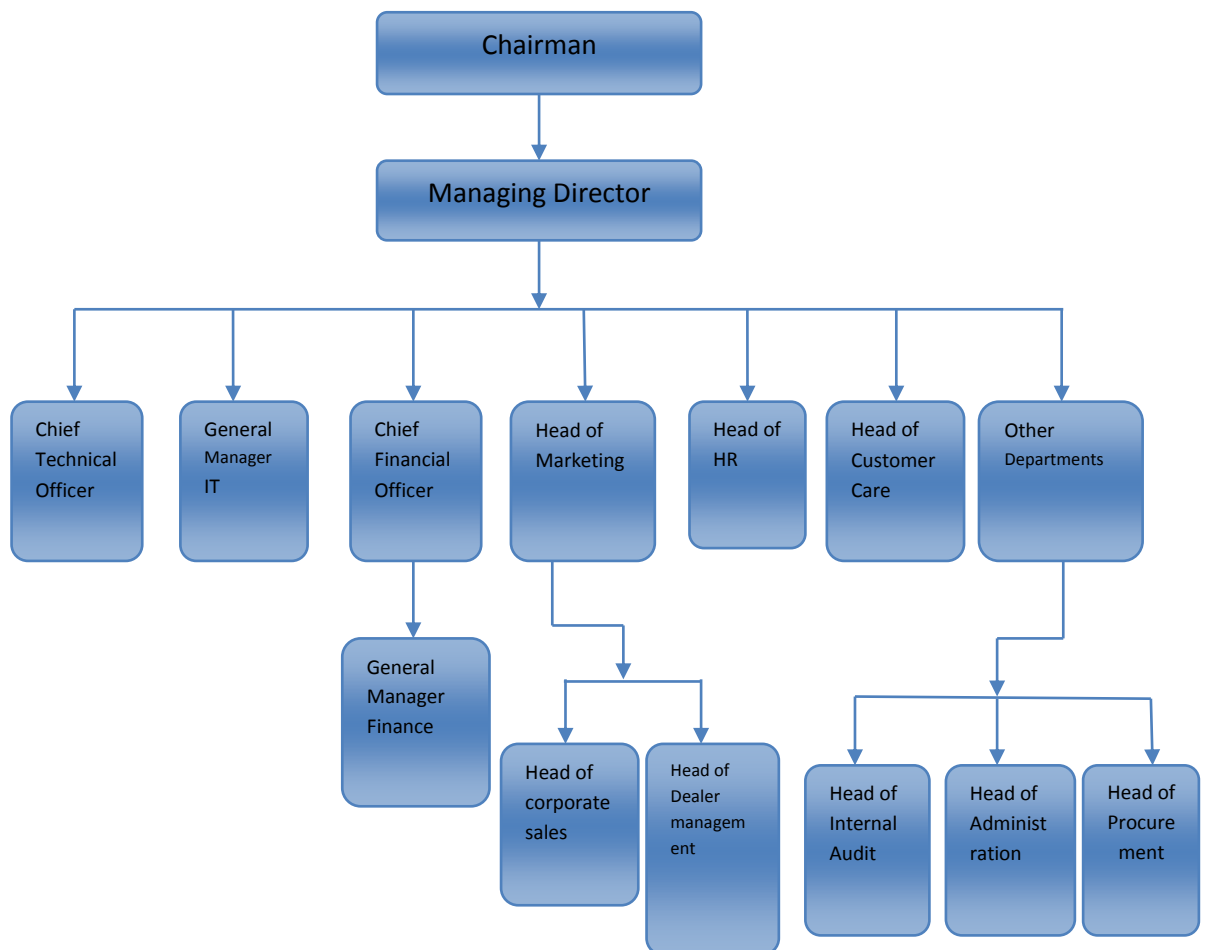 Chairman
Managing Director
Chief
Technical
Officer
General
Manager
IT
Chief
Financial
Officer
Head of
Marketing
Head of
HR
Head of
Customer
Care
Other
Departments
General
Manager
Finance
Head of
corporate
sales
Head of
Dealer
managem
ent
Head of
Internal
Audit
Head of
Administ
ration
Head of
Procure
ment